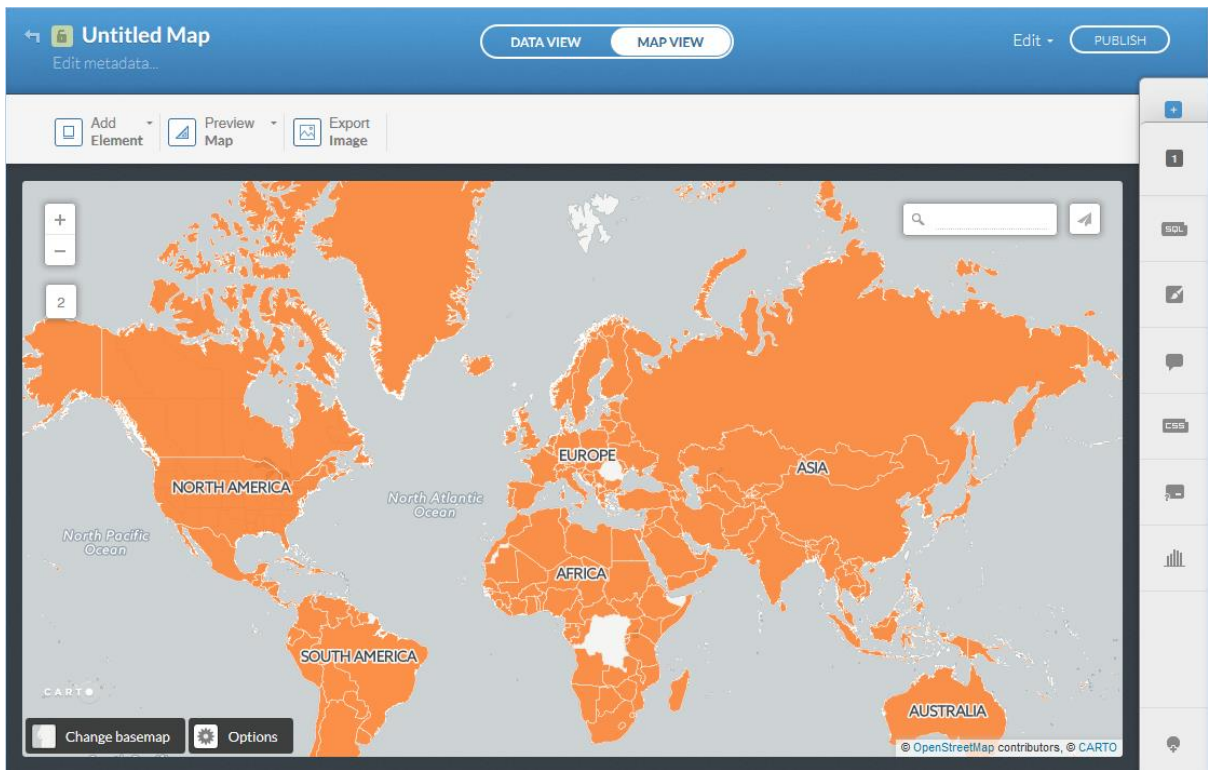 Untitled Map
Edit metadata...
DATA VIEW
MAP VIEW
Edit
PUBLISH
Add
Element
Preview
Map
Export
Image
+
1
SQL
CSS
+
−
2
NORTH AMERICA
EUROPE
ASIA
North Atlantic
Ocean
North Pacific
Ocean
AFRICA
SOUTH AMERICA
AUSTRALIA
CARTO
Change basemap
Options
© OpenStreetMap contributors, © CARTO